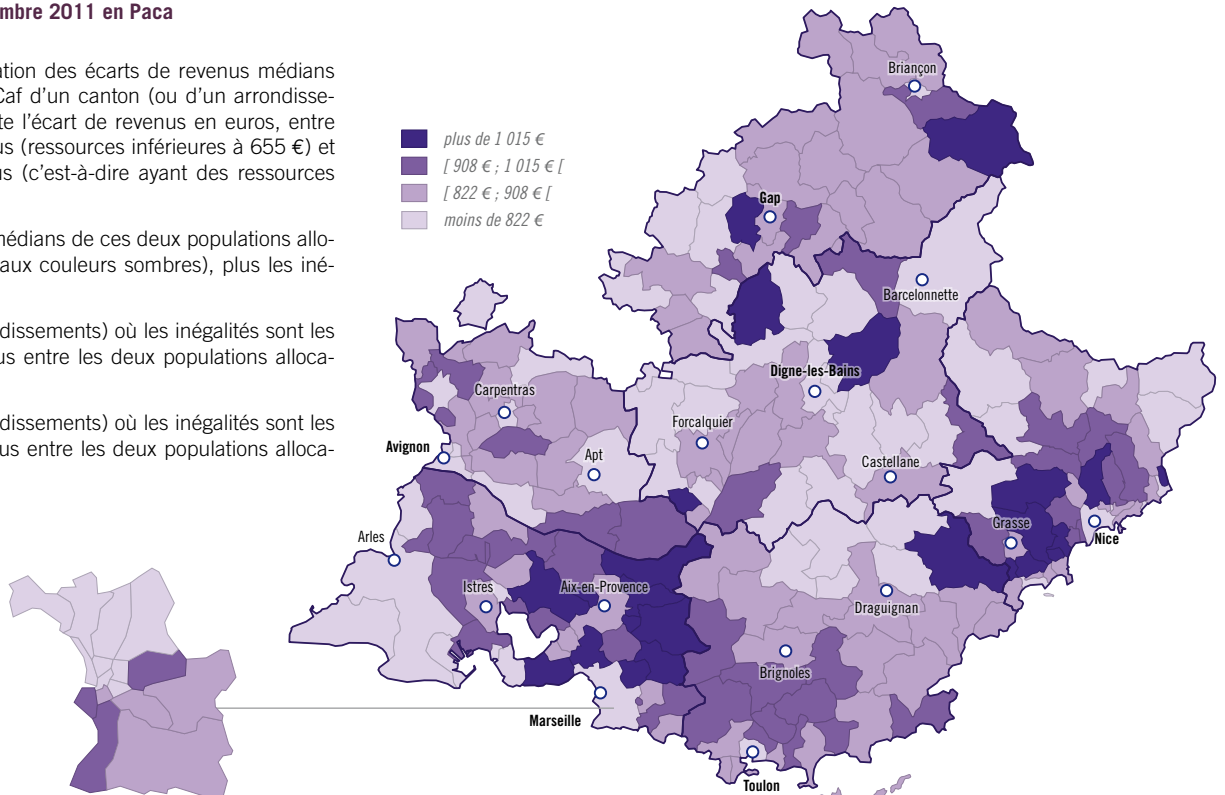 mbre 2011 en Paca
ation des écarts de revenus médians
Caf d'un canton (ou d'un arrondisse-
te l'écart de revenus en euros, entre
us (ressources inférieures à 655 €) et
us (c'est-à-dire ayant des ressources
médians de ces deux populations allo-
aux couleurs sombres), plus les iné-
ndissements) où les inégalités sont les
us entre les deux populations alloca-
ndissements) où les inégalités sont les
us entre les deux populations alloca-
plus de 1 015 €
[ 908 € ; 1 015 € [
[ 822 € ; 908 € [
moins de 822 €
Briançon
Gap
Barcelonnette
Digne-les-Bains
Carpentras
Forcalquier
Avignon
Apt
Castellane
Grasse
Nice
Arles
Istres
Aix-en-Provence
Draguignan
Brignoles
Marseille
Toulon